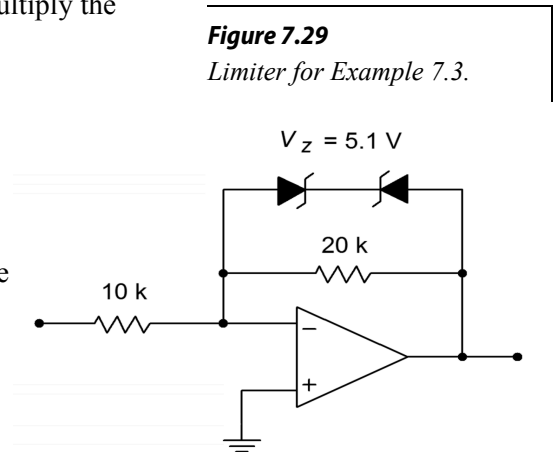 ultiply the
Figure 7.29
Limiter for Example 7.3.
V z = 5.1 V
20 k
e
10 k
−
+